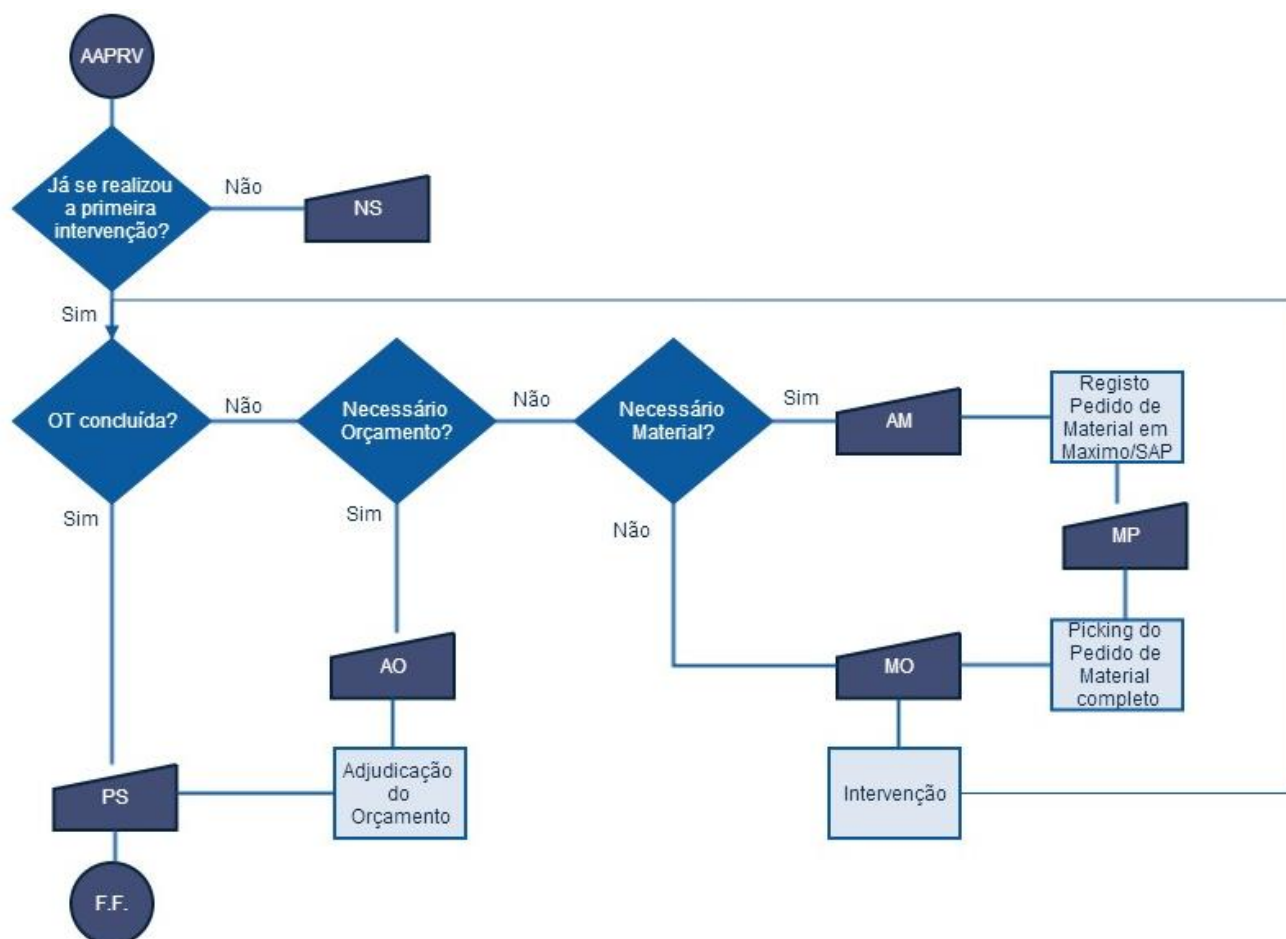 AAPRV
Já se realizou
a primeira
intervenção?
Não
NS
Sim
OT concluída?
Não
Necessário
Orçamento?
Não
Necessário
Material?
Sim
AM
Registo
Pedido de
Material em
Maximo/SAP
Sim
Sim
Não
MP
AO
MO
Picking do
Pedido de
Material
completo
PS
Adjudicação
do
Orçamento
Intervenção
F.F.